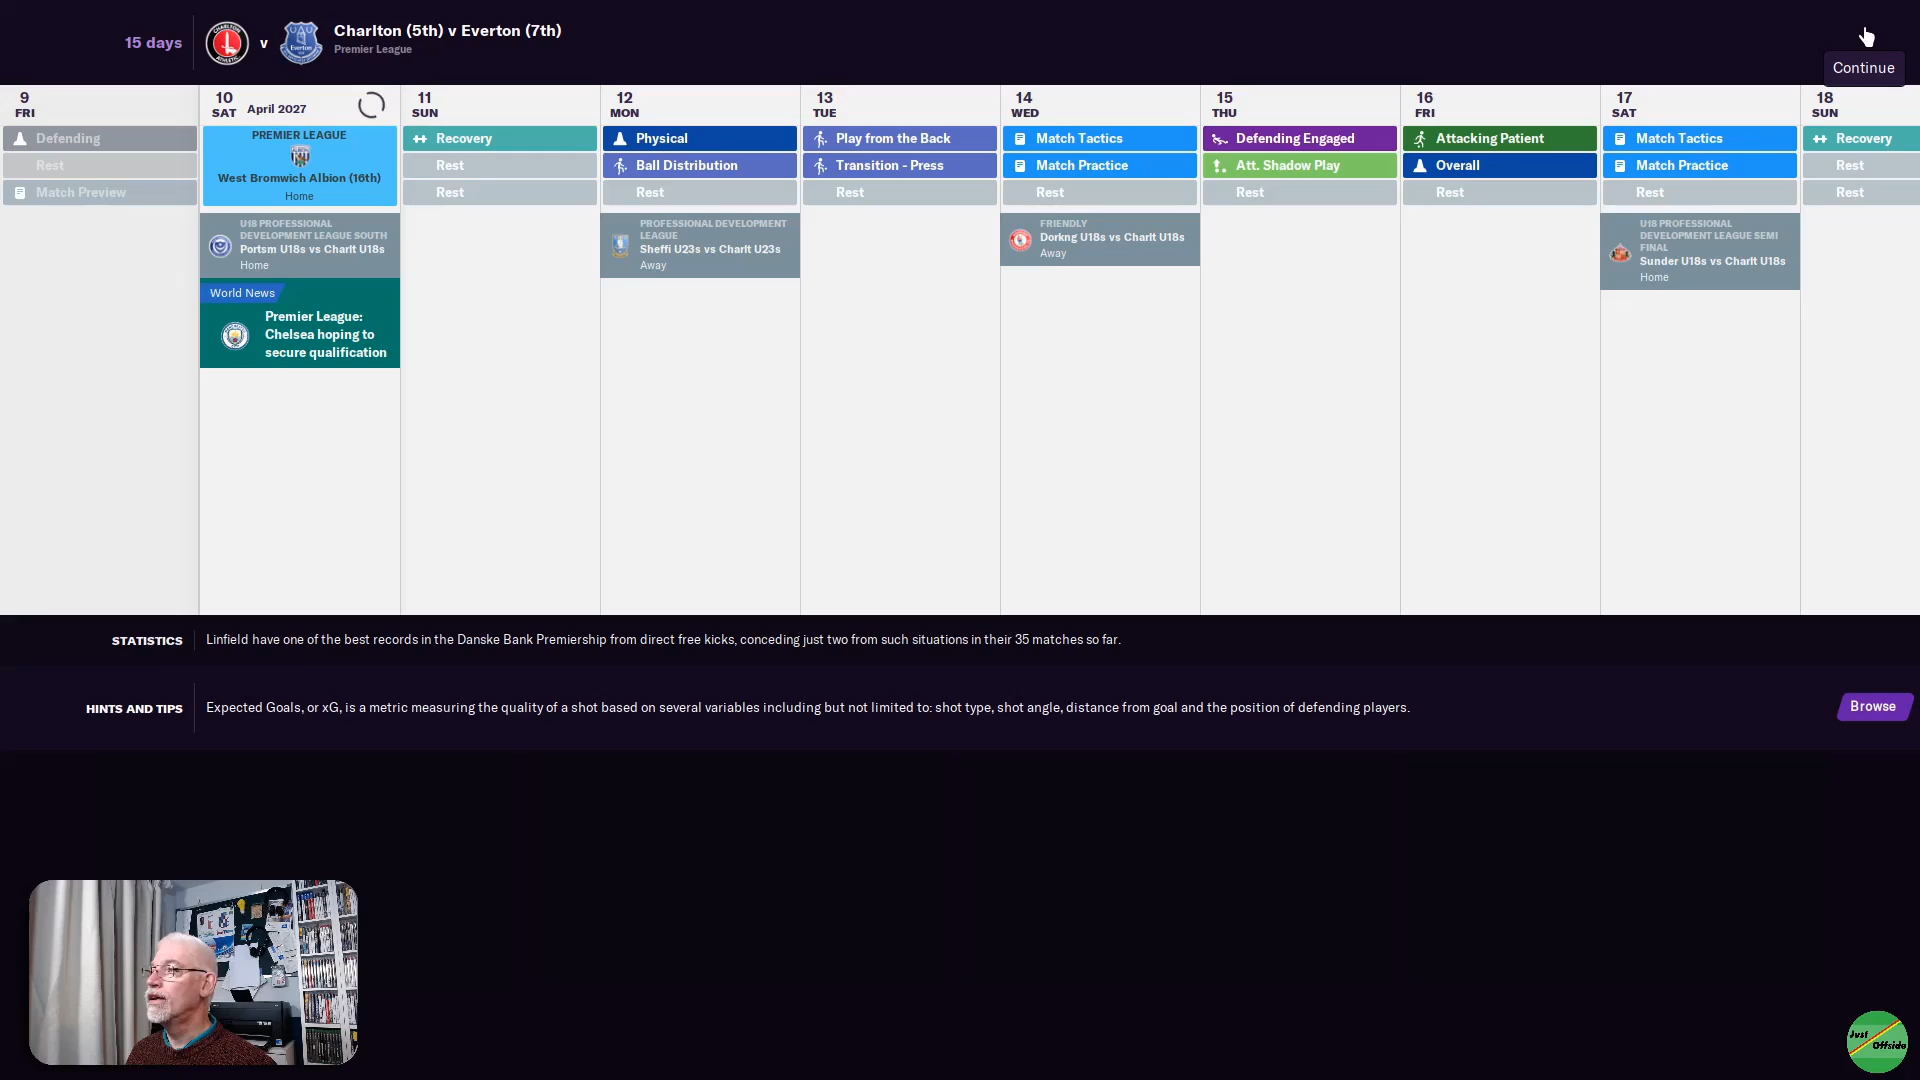 15 days
v
Charlton (5th) v Everton (7th)
Premier League
Continue
9
FRI
Defending
Rest
Match Preview
10
SAT
April 2027
PREMIER LEAGUE
West Bromwich Albion (16th)
Home
U18 PROFESSIONAL
DEVELOPMENT LEAGUE SOUTH
Portsm U18s vs Charlt U18s
Home
World News
Premier League:
Chelsea hoping to
secure qualification
11
SUN
Recovery
Rest
Rest
12
MON
Physical
Ball Distribution
Rest
PROFESSIONAL DEVELOPMENT
LEAGUE
Sheffi U23s vs Charlt U23s
Away
13
TUE
Play from the Back
Transition - Press
Rest
14
WED
Match Tactics
Match Practice
Rest
FRIENDLY
Dorkng U18s vs Charlt U18s
Away
15
THU
Defending Engaged
Att. Shadow Play
Rest
16
FRI
Attacking Patient
Overall
Rest
17
SAT
Match Tactics
Match Practice
Rest
U18 PROFESSIONAL
DEVELOPMENT LEAGUE SEMI
FINAL
Sunder U18s vs Charlt U18s
Home
18
SUN
Recovery
Rest
Rest
STATISTICS
Linfield have one of the best records in the Danske Bank Premiership from direct free kicks, conceding just two from such situations in their 35 matches so far.
HINTS AND TIPS
Expected Goals, or xG, is a metric measuring the quality of a shot based on several variables including but not limited to: shot type, shot angle, distance from goal and the position of defending players.
Browse
Just
Offside